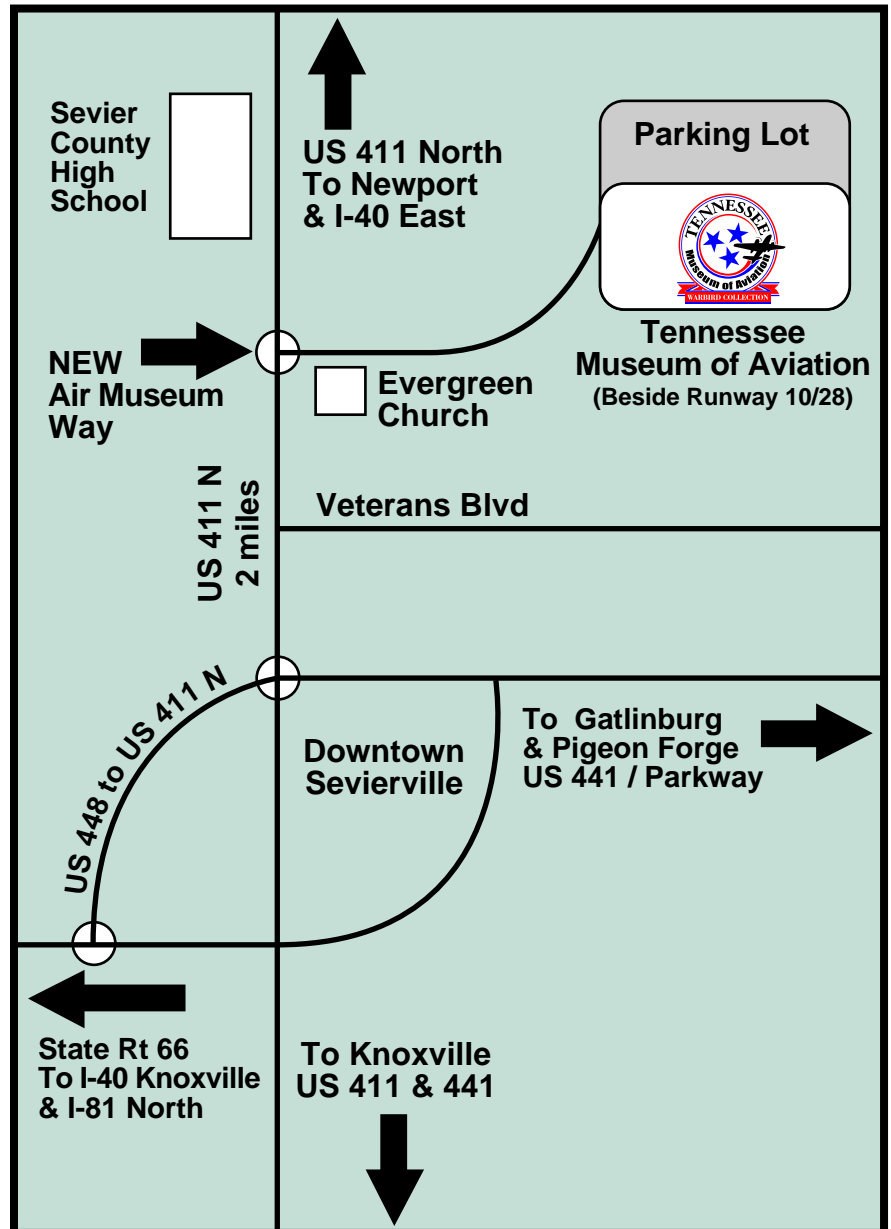 Sevier
County
High
School
US 411 North
To Newport
& I-40 East
Parking Lot
TENNESSEE
Museum of Aviation
WARBIRD COLLECTION
Tennessee
Museum of Aviation
(Beside Runway 10/28)
NEW
Air Museum
Way
Evergreen
Church
US 411 N
2 miles
Veterans Blvd
US 448 to US 411 N
Downtown
Sevierville
To Gatlinburg
& Pigeon Forge
US 441 / Parkway
State Rt 66
To I-40 Knoxville
& I-81 North
To Knoxville
US 411 & 441